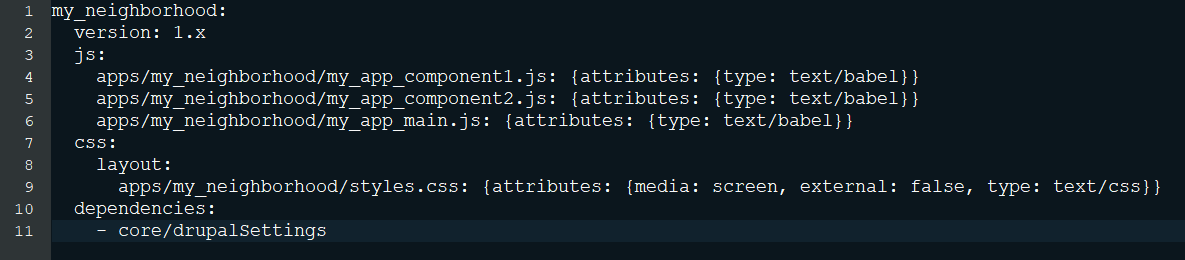 1 my_neighborhood:
2   version: 1.x
3   js:
4     apps/my_neighborhood/my_app_component1.js: {attributes: {type: text/babel}}
5     apps/my_neighborhood/my_app_component2.js: {attributes: {type: text/babel}}
6     apps/my_neighborhood/my_app_main.js: {attributes: {type: text/babel}}
7   css:
8     layout:
9       apps/my_neighborhood/styles.css: {attributes: {media: screen, external: false, type: text/css}}
10   dependencies:
11     - core/drupalSettings